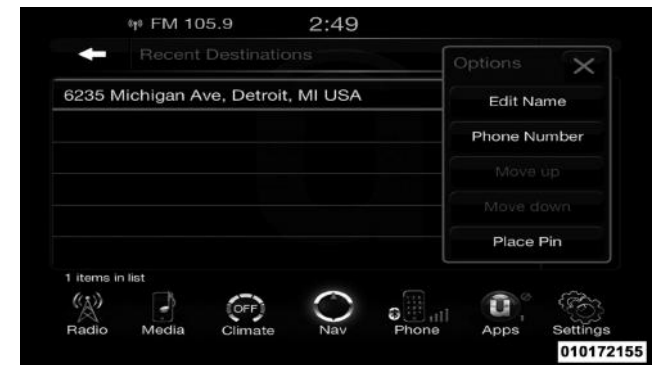 FM 105.9 2:49
Recent Destinations
Options
6235 Michigan Ave, Detroit, MI USA
Edit Name
Phone Number
Move up
Move down
Place Pin
1 items in list
OFF
Radio Media Climate Nav Phone Apps Settings
010172155